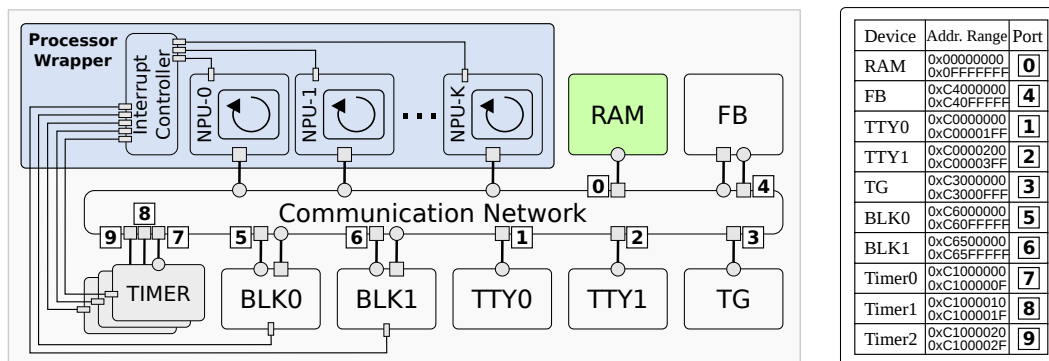 Processor
Wrapper
Interrupt
Controller
NPU-0
NPU-1
...
NPU-K
RAM
FB
0
4
Communication Network
8
9
7
5
6
1
2
3
TIMER
BLK0
BLK1
TTY0
TTY1
TG
Device Addr. Range Port
RAM 0x00000000 0
0x0FFFFFFF
FB 0xC4000000 4
0xC40FFFFF
TTY0 0xC0000000 1
0xC00001FF
TTY1 0xC0000200 2
0xC00003FF
TG 0xC3000000 3
0xC3000FFF
BLK0 0xC6000000 5
0xC60FFFFF
BLK1 0xC6500000 6
0xC65FFFFF
Timer0 0xC1000000 7
0xC100000F
Timer1 0xC1000010 8
0xC100001F
Timer2 0xC1000020 9
0xC100002F